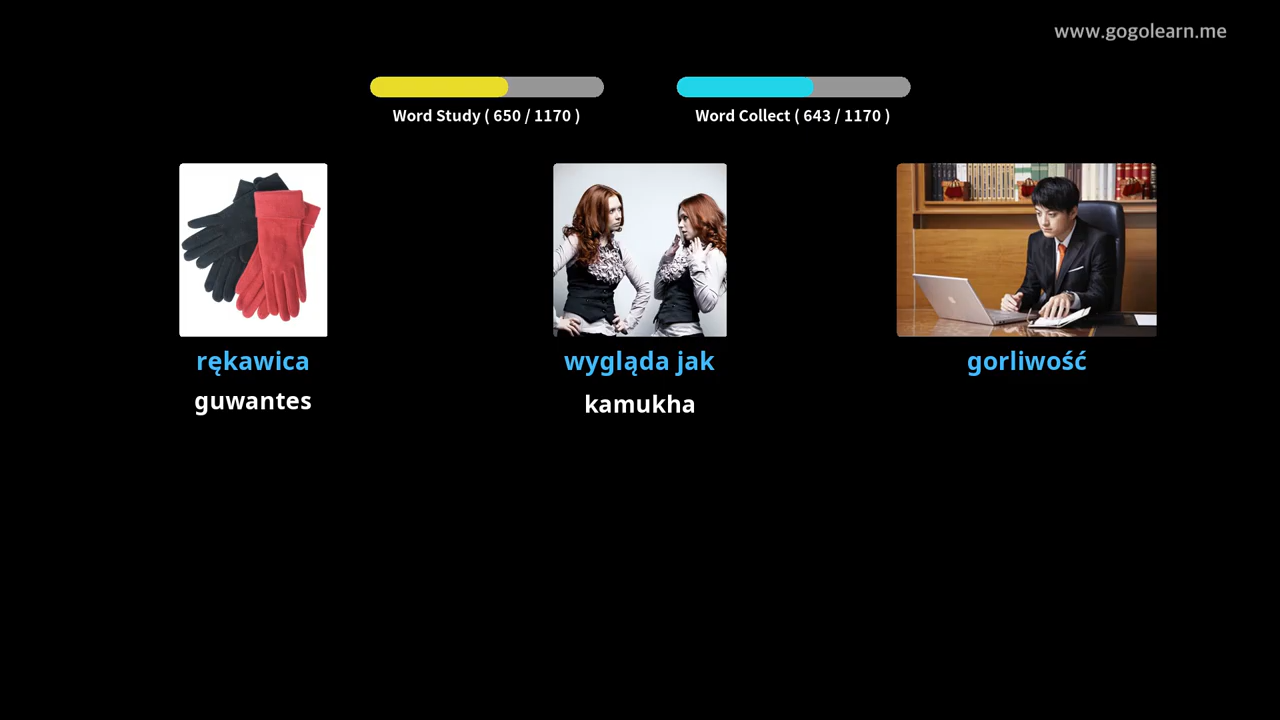 www.gogolearn.me
Word Study ( 650 / 1170 )
Word Collect ( 643 / 1170 )
rękawica
guwantes
wygląda jak
kamukha
gorliwość